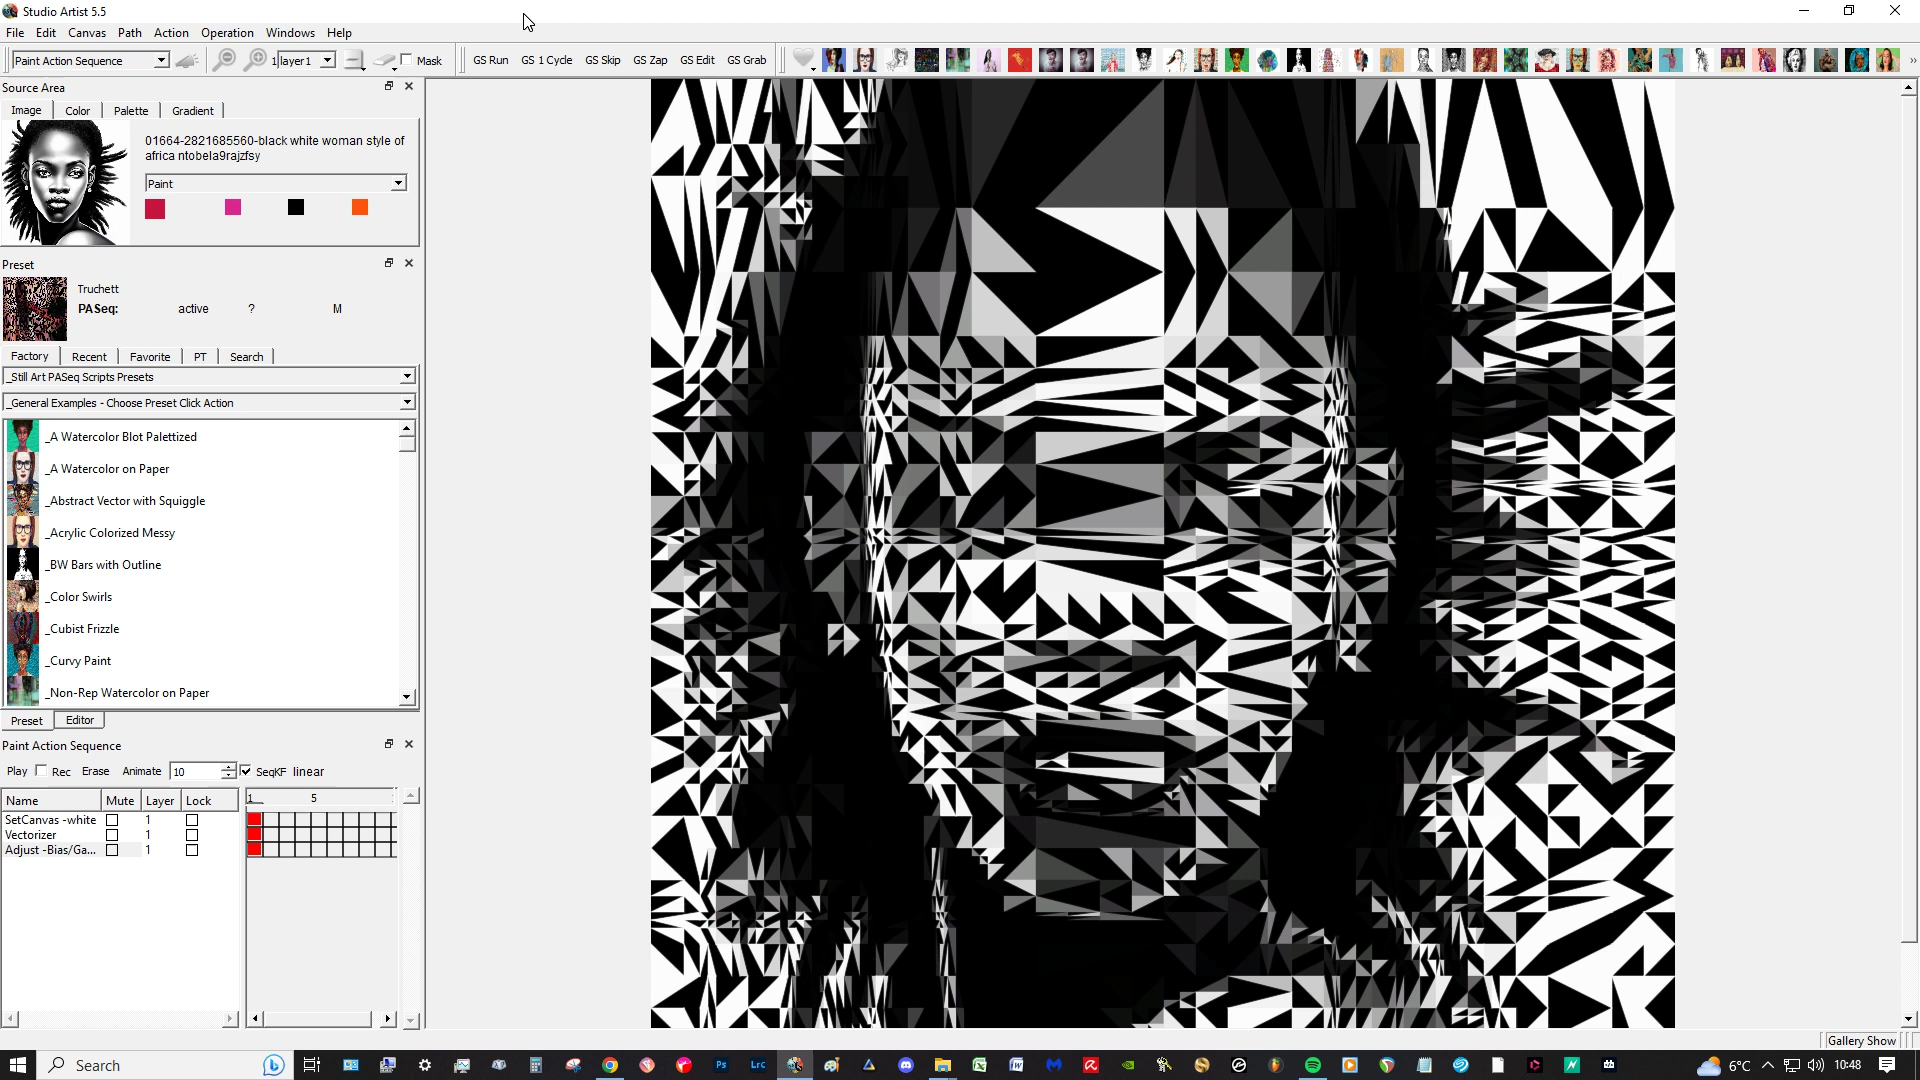 Studio Artist 5.5
File Edit Canvas Path Action Operation Windows Help
Paint Action Sequence 1 layer1 Mask GS Run GS 1 Cycle GS Skip GS Zap GS Edit GS Grab
Source Area
Image Color Palette Gradient
01664-2821685560-black white woman style of
africa ntobela9rajzfsy
Paint
Preset
Truchett
PASeq: active ? M
Factory Recent Favorite PT Search
_Still Art PASeq Scripts Presets
_General Examples - Choose Preset Click Action
_A Watercolor Blot Palettized
_A Watercolor on Paper
_Abstract Vector with Squiggle
_Acrylic Colorized Messy
_BW Bars with Outline
_Color Swirls
_Cubist Frizzle
_Curvy Paint
_Non-Rep Watercolor on Paper
Preset Editor
Paint Action Sequence
Play Rec Erase Animate 10 SeqKF linear
Name Mute Layer Lock 1 5
SetCanvas -white 1
Vectorizer 1
Adjust -Bias/Ga... 1
Gallery Show
Search Ps Lrc 6°C 10:48